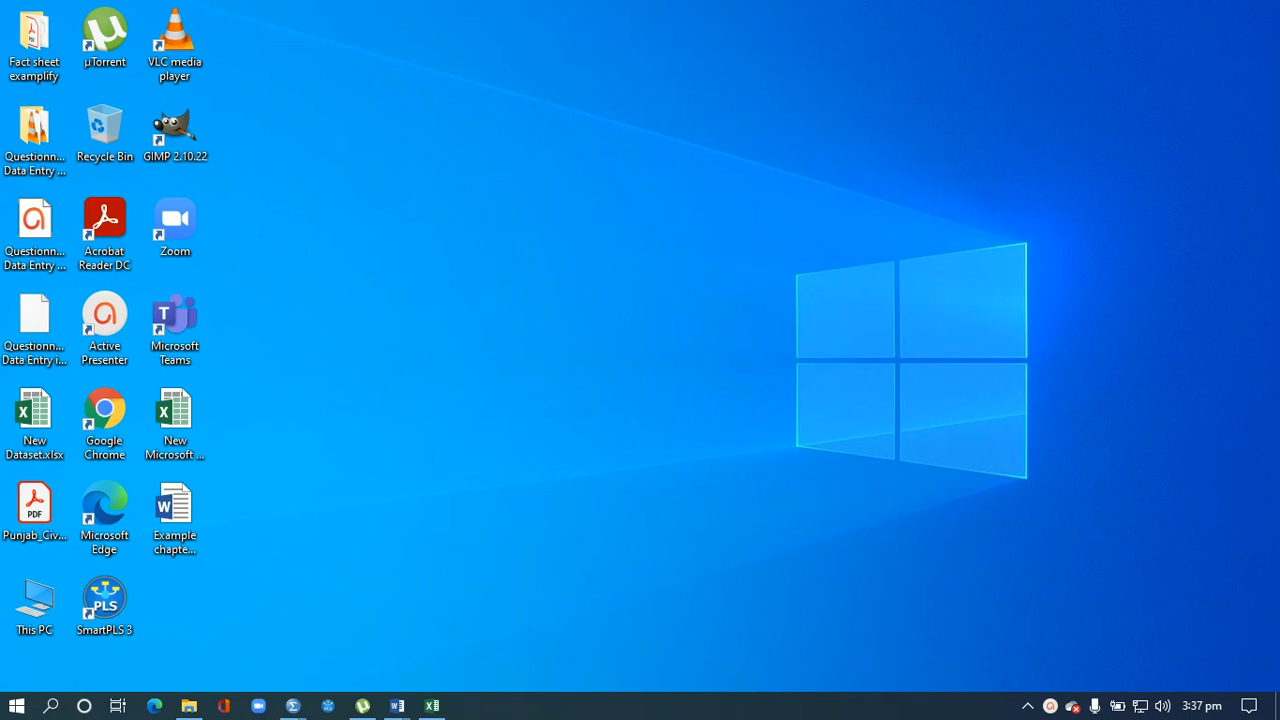 Fact sheet
examplify
µTorrent
VLC media
player
Questionn...
Data Entry ...
Recycle Bin
GIMP 2.10.22
Questionn...
Data Entry ...
Acrobat
Reader DC
Zoom
Questionn...
Data Entry i...
Active
Presenter
Microsoft
Teams
New
Dataset.xlsx
Google
Chrome
New
Microsoft ...
PDF
Punjab_Civ...
Microsoft
Edge
Example
chapte...
This PC
PLS
SmartPLS 3
3:37 pm